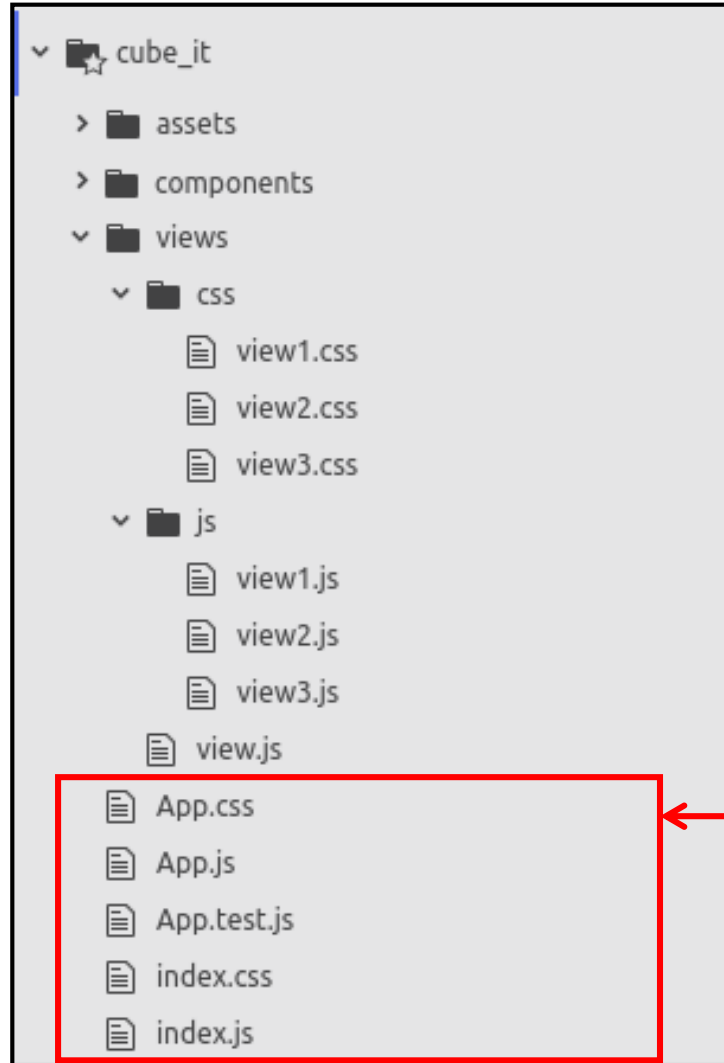 cube_it
assets
components
views
css
view1.css
view2.css
view3.css
js
view1.js
view2.js
view3.js
view.js
App.css
App.js
App.test.js
index.css
index.js